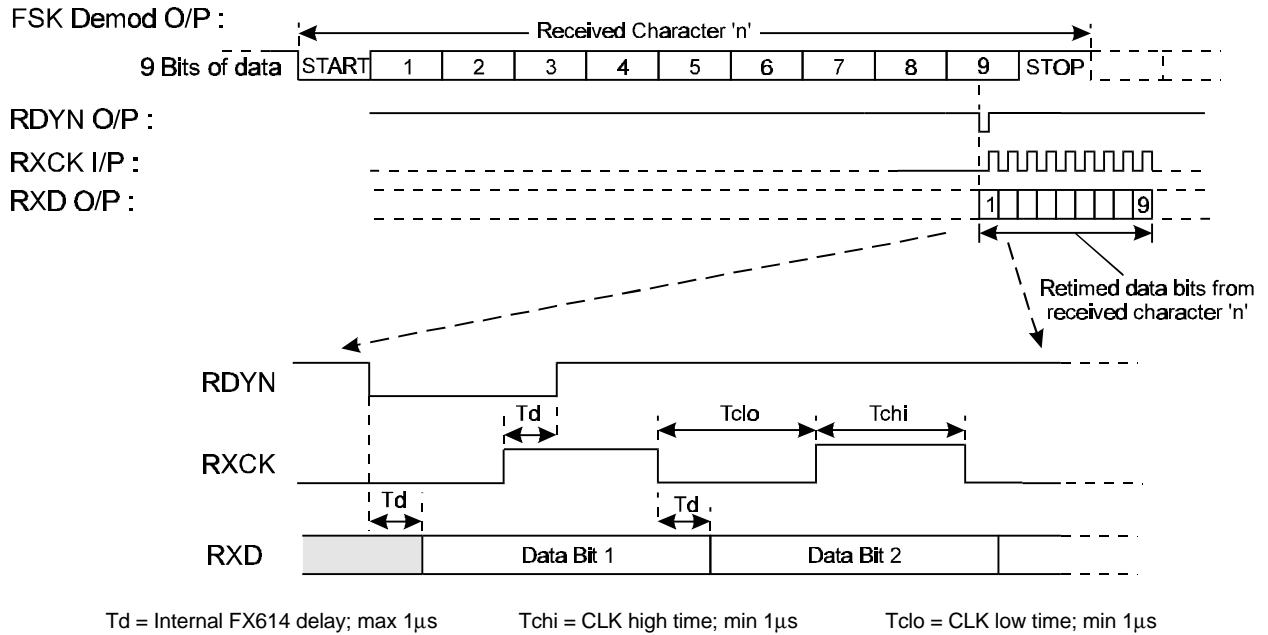 FSK Demod O/P :
Received Character 'n'
9 Bits of data START 1 2 3 4 5 6 7 8 9 STOP
RDYN O/P :
RXCK I/P :
RXD O/P :
1 9
Retimed data bits from
received character 'n'
RDYN
Td Tclo Tchi
RXCK
Td Td
RXD Data Bit 1 Data Bit 2
Td = Internal FX614 delay; max 1μs Tchi = CLK high time; min 1μs Tclo = CLK low time; min 1μs